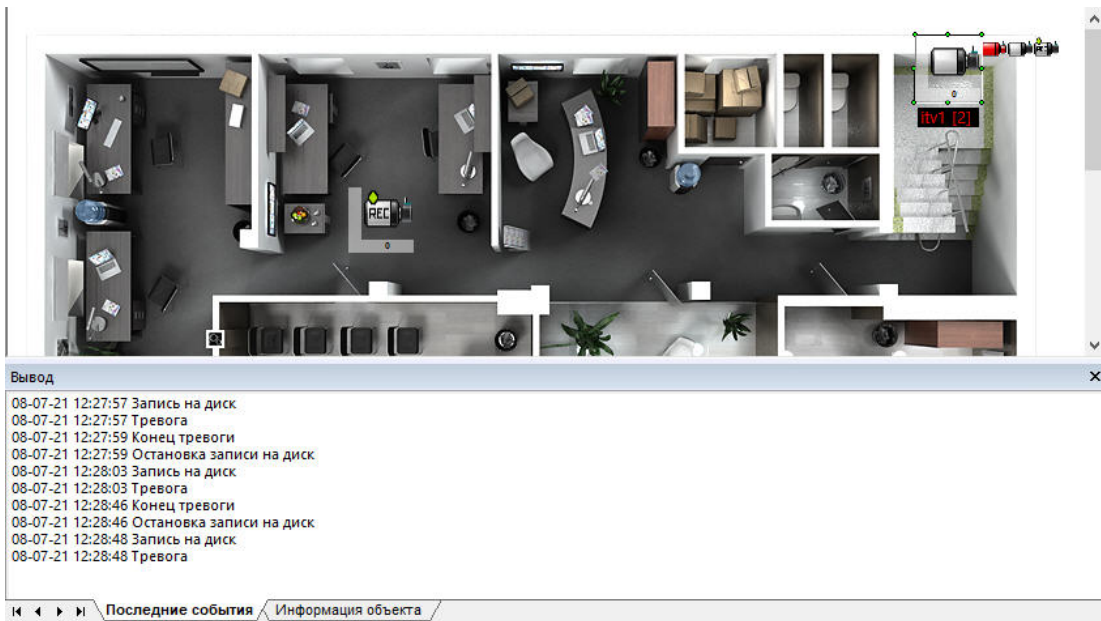 itv1 [2]
REC
Вывод
08-07-21 12:27:57 Запись на диск
08-07-21 12:27:57 Тревога
08-07-21 12:27:59 Конец тревоги
08-07-21 12:27:59 Остановка записи на диск
08-07-21 12:28:03 Запись на диск
08-07-21 12:28:03 Тревога
08-07-21 12:28:46 Конец тревоги
08-07-21 12:28:46 Остановка записи на диск
08-07-21 12:28:48 Запись на диск
08-07-21 12:28:48 Тревога
Последние события Информация объекта